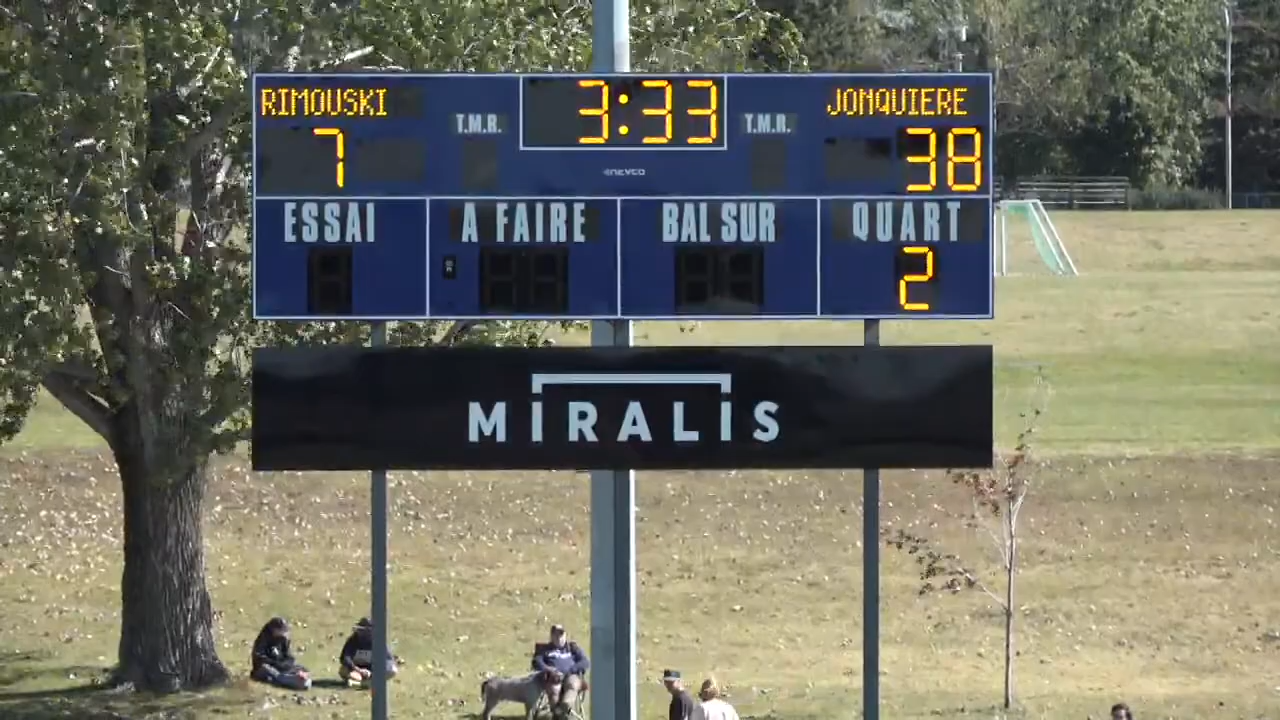 RIMOUSKI
3:33
JONQUIERE
T.M.R.
T.M.R.
7
38
NEVCO
ESSAI
A FAIRE
BAL SUR
QUART
2
MIRALIS